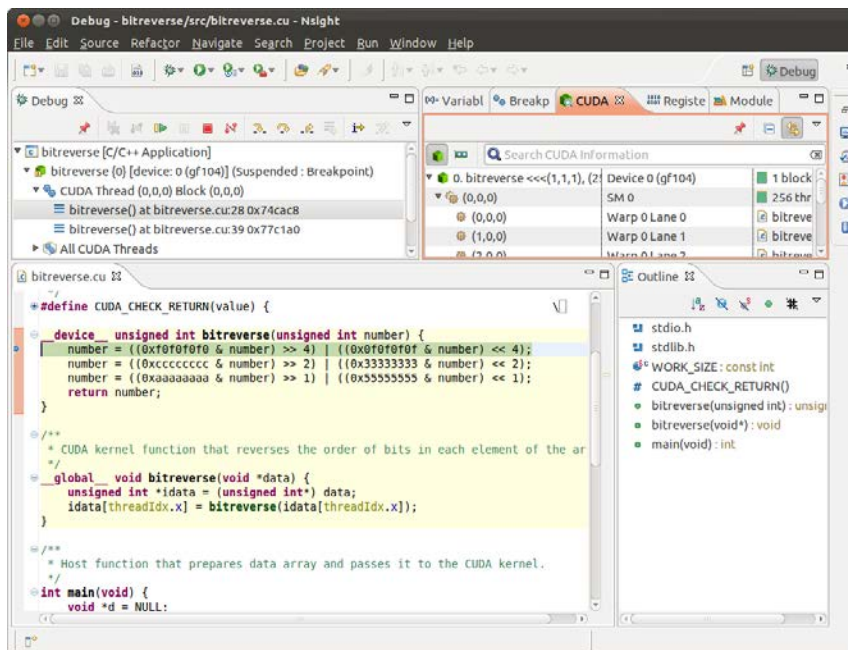 Debug - bitreverse/src/bitreverse.cu - Nsight
File Edit Source Refactor Navigate Search Project Run Window Help
Debug
Debug
bitreverse [C/C++ Application]
bitreverse {0} [device: 0 (gf104)] (Suspended : Breakpoint)
CUDA Thread (0,0,0) Block (0,0,0)
bitreverse() at bitreverse.cu:28 0x74cac8
bitreverse() at bitreverse.cu:39 0x77c1a0
All CUDA Threads
Variabl Breakp CUDA Registe Module
Search CUDA Information
0. bitreverse <<<(1,1,1), (25 Device 0 (gf104) 1 block
(0,0,0) SM 0 256 thr
(0,0,0) Warp 0 Lane 0 bitreve
(1,0,0) Warp 0 Lane 1 bitreve
(2,0,0) Warp 0 Lane 2 bitreve
bitreverse.cu
*/
#define CUDA_CHECK_RETURN(value) {
__device__ unsigned int bitreverse(unsigned int number) {
number = ((0xf0f0f0f0 & number) >> 4) | ((0x0f0f0f0f & number) << 4);
number = ((0xcccccccc & number) >> 2) | ((0x33333333 & number) << 2);
number = ((0xaaaaaaaa & number) >> 1) | ((0x55555555 & number) << 1);
return number;
}
/**
* CUDA kernel function that reverses the order of bits in each element of the ar
*/
__global__ void bitreverse(void *data) {
unsigned int *idata = (unsigned int*) data;
idata[threadIdx.x] = bitreverse(idata[threadIdx.x]);
}
/**
* Host function that prepares data array and passes it to the CUDA kernel.
*/
int main(void) {
void *d = NULL;
Outline
stdio.h
stdlib.h
WORK_SIZE : const int
CUDA_CHECK_RETURN()
bitreverse(unsigned int) : unsig
bitreverse(void*) : void
main(void) : int